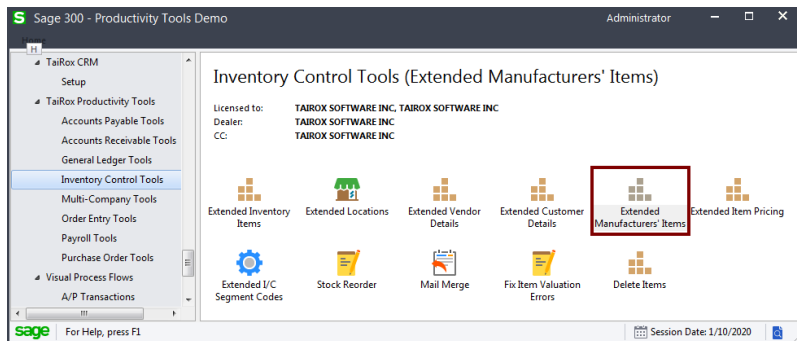 S Sage 300 - Productivity Tools Demo
Administrator
Home
H
TaiRox CRM
Setup
TaiRox Productivity Tools
Accounts Payable Tools
Accounts Receivable Tools
General Ledger Tools
Inventory Control Tools
Multi-Company Tools
Order Entry Tools
Payroll Tools
Purchase Order Tools
Visual Process Flows
A/P Transactions
Inventory Control Tools (Extended Manufacturers' Items)
Licensed to: TAIROX SOFTWARE INC, TAIROX SOFTWARE INC
Dealer: TAIROX SOFTWARE INC
CC: TAIROX SOFTWARE INC
Extended Inventory
Items
Extended Locations
Extended Vendor
Details
Extended Customer
Details
Extended
Manufacturers' Items
Extended Item Pricing
Extended I/C
Segment Codes
Stock Reorder
Mail Merge
Fix Item Valuation
Errors
Delete Items
sage
For Help, press F1
Session Date: 1/10/2020